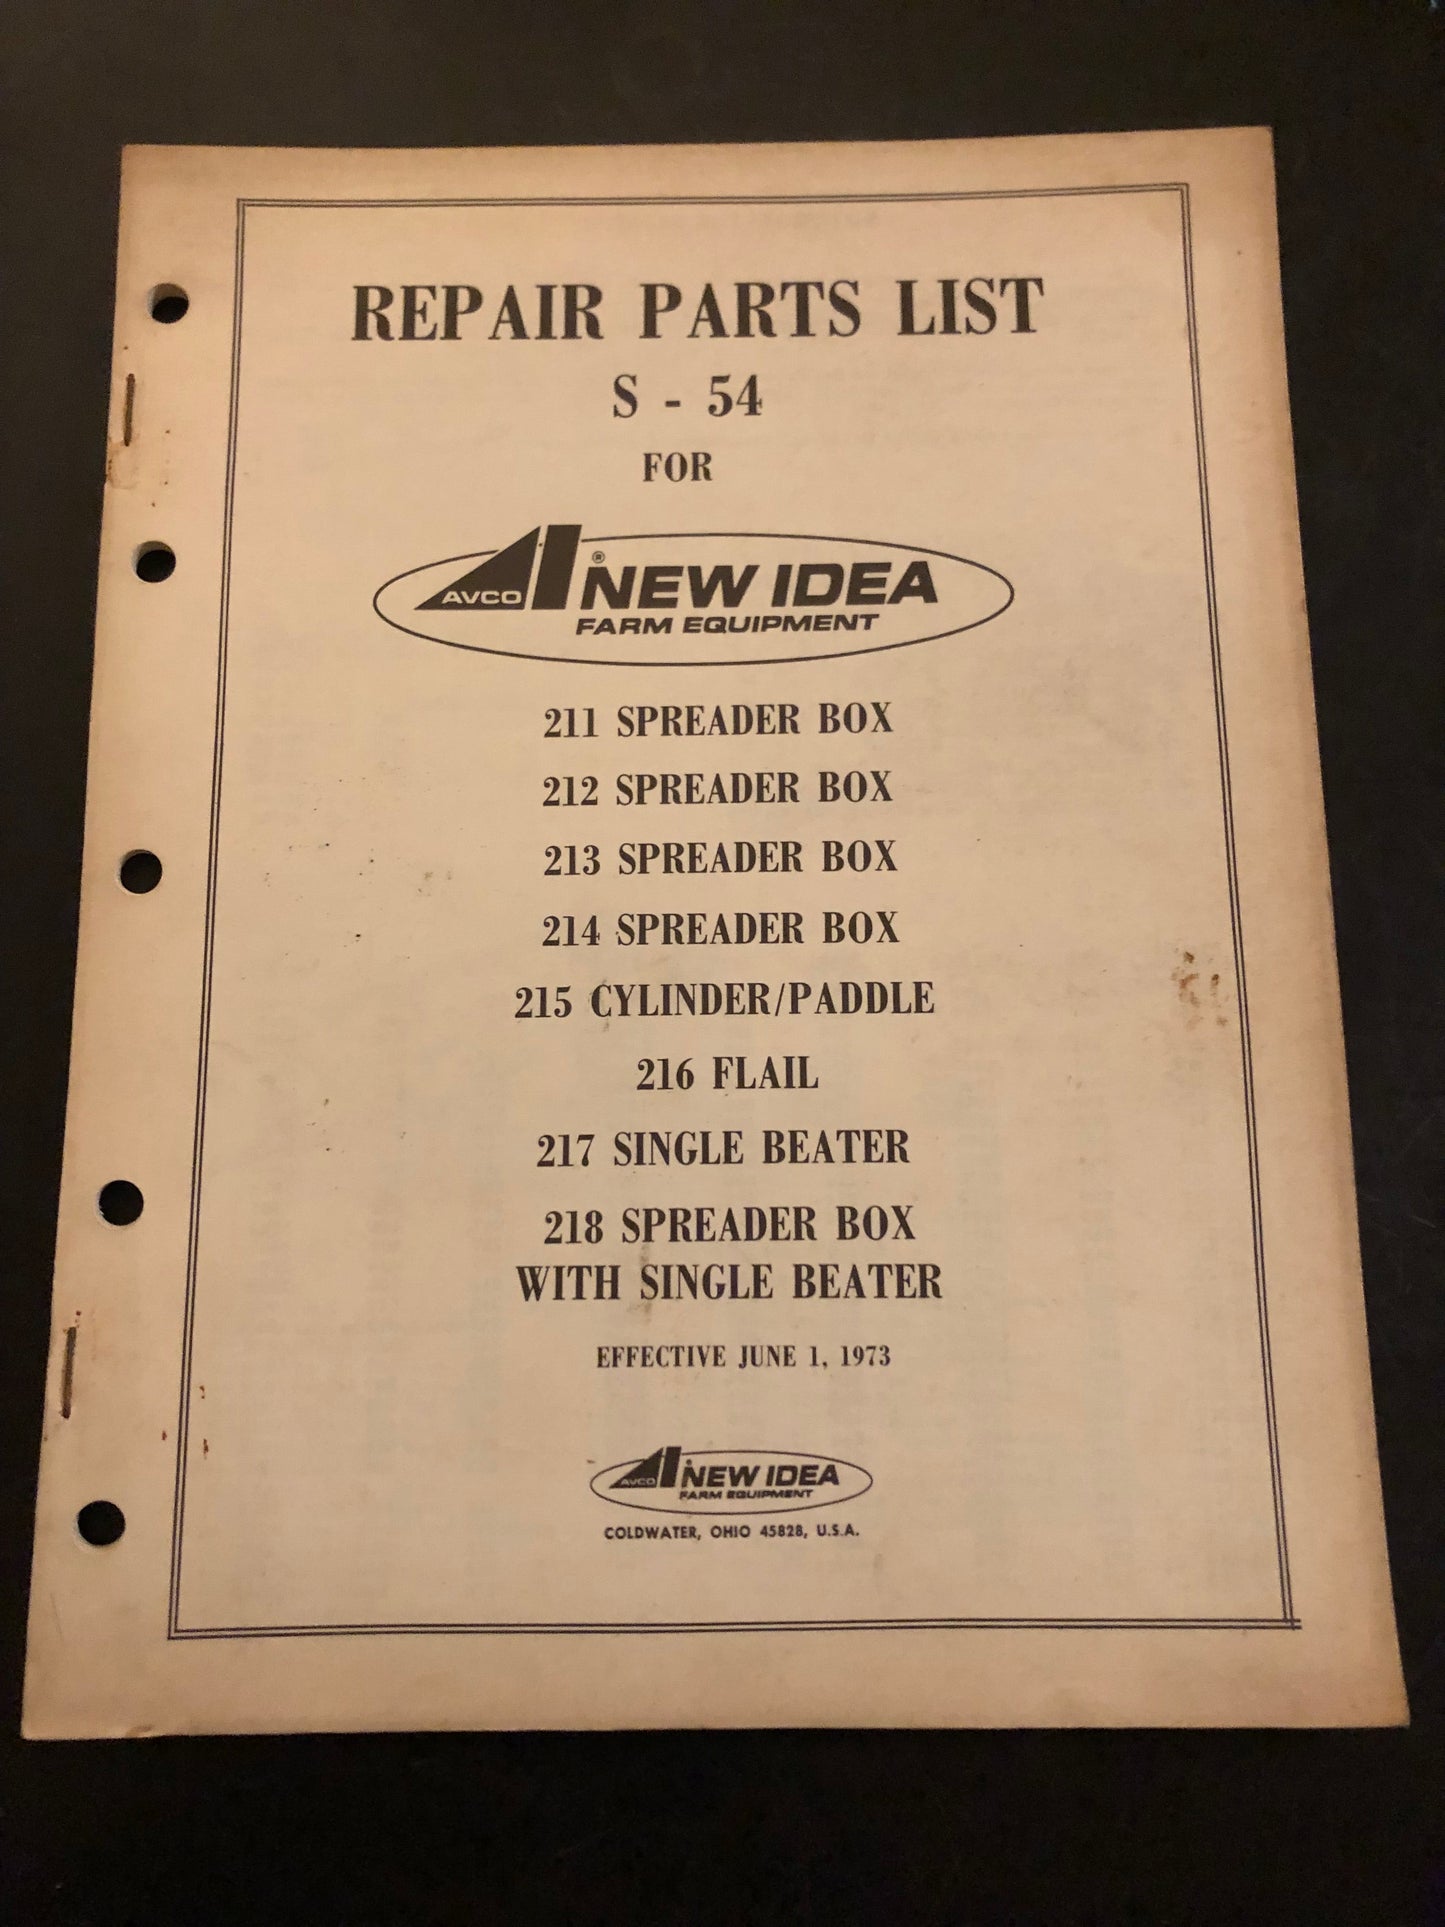 REPAIR PARTS LIST
S - 54
FOR
AVCO ® NEW IDEA
FARM EQUIPMENT
211 SPREADER BOX
212 SPREADER BOX
213 SPREADER BOX
214 SPREADER BOX
215 CYLINDER/PADDLE
216 FLAIL
217 SINGLE BEATER
218 SPREADER BOX
WITH SINGLE BEATER
EFFECTIVE JUNE 1, 1973
AVCO NEW IDEA
FARM EQUIPMENT
COLDWATER, OHIO 45828, U.S.A.